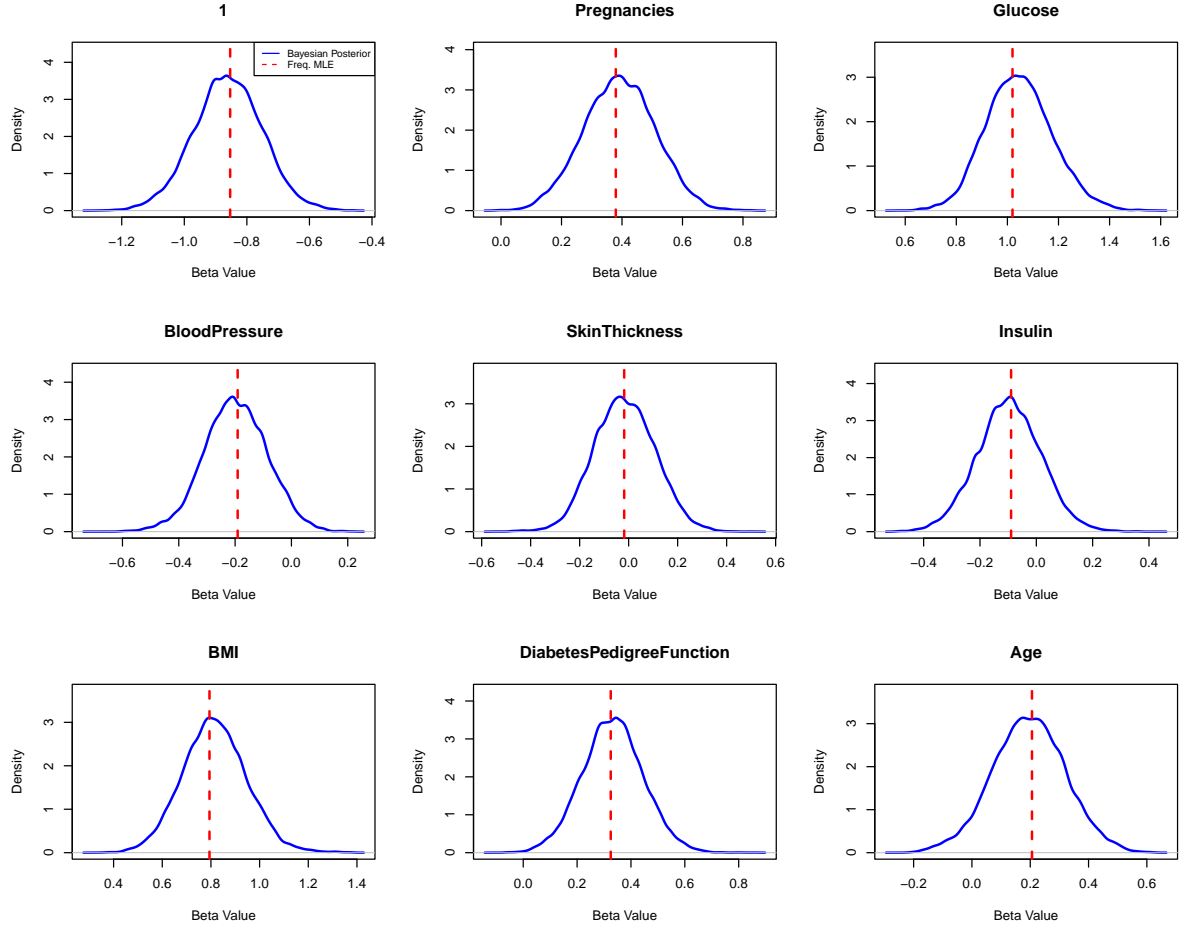 1
Pregnancies
Glucose
Density
0 1 2 3 4
Bayesian Posterior
Freq. MLE
−1.2 −1.0 −0.8 −0.6 −0.4
Beta Value
Density
0 1 2 3 4
0.0 0.2 0.4 0.6 0.8
Beta Value
Density
0 1 2 3
0.6 0.8 1.0 1.2 1.4 1.6
Beta Value
BloodPressure
SkinThickness
Insulin
Density
0 1 2 3 4
−0.6 −0.4 −0.2 0.0 0.2
Beta Value
Density
0 1 2 3
−0.6 −0.4 −0.2 0.0 0.2 0.4 0.6
Beta Value
Density
0 1 2 3 4
−0.4 −0.2 0.0 0.2 0.4
Beta Value
BMI
DiabetesPedigreeFunction
Age
Density
0 1 2 3
0.4 0.6 0.8 1.0 1.2 1.4
Beta Value
Density
0 1 2 3 4
0.0 0.2 0.4 0.6 0.8
Beta Value
Density
0 1 2 3
−0.2 0.0 0.2 0.4 0.6
Beta Value